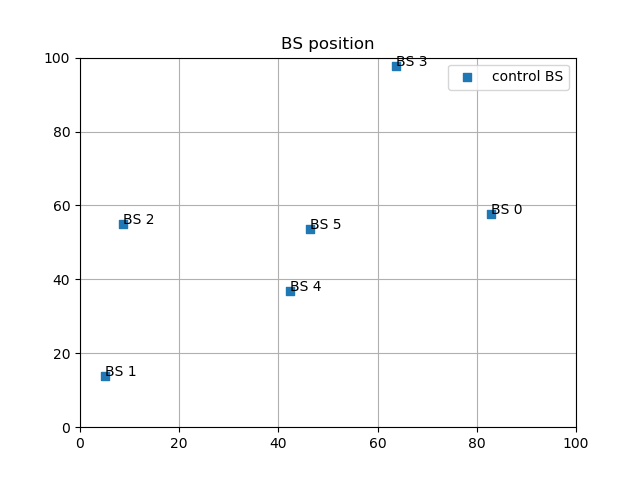 BS position
100
BS 3
control BS
80
60
BS 2
BS 5
BS 0
40
BS 4
20
BS 1
0
0 20 40 60 80 100